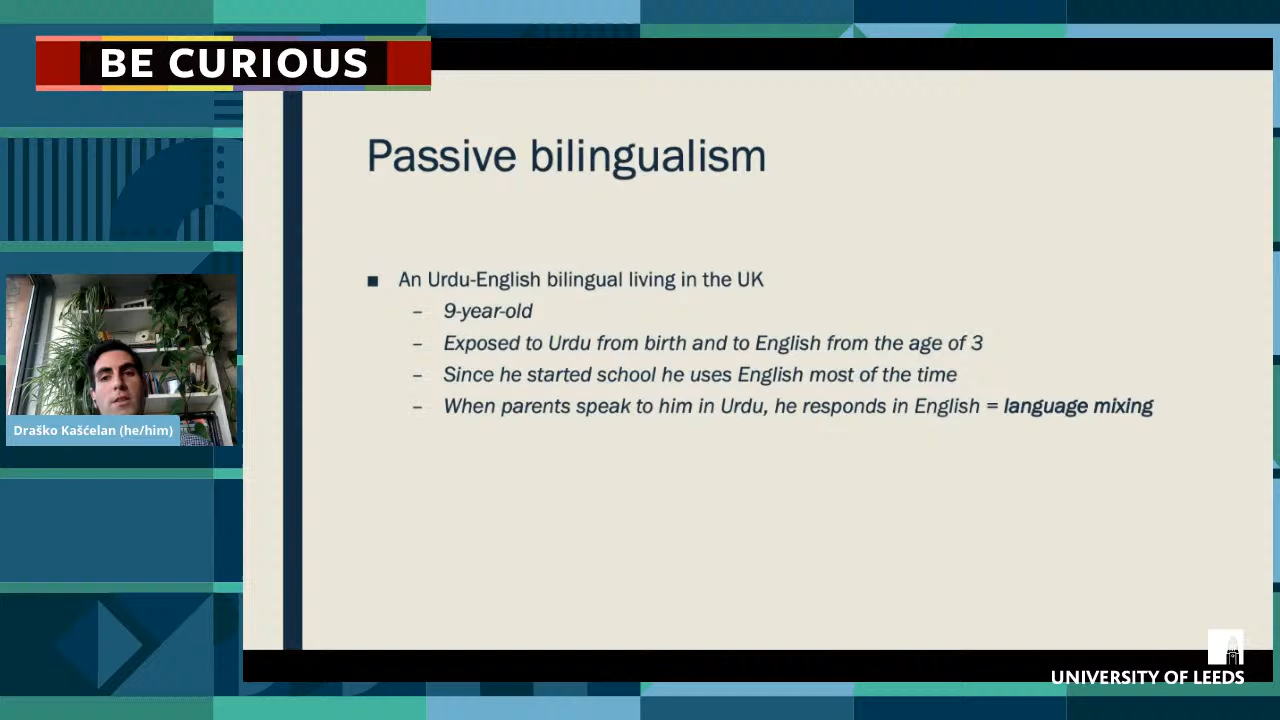 BE CURIOUS
Passive bilingualism
■ An Urdu-English bilingual living in the UK
– 9-year-old
– Exposed to Urdu from birth and to English from the age of 3
– Since he started school he uses English most of the time
– When parents speak to him in Urdu, he responds in English = language mixing
Draško Kašćelan (he/him)
UNIVERSITY OF LEEDS